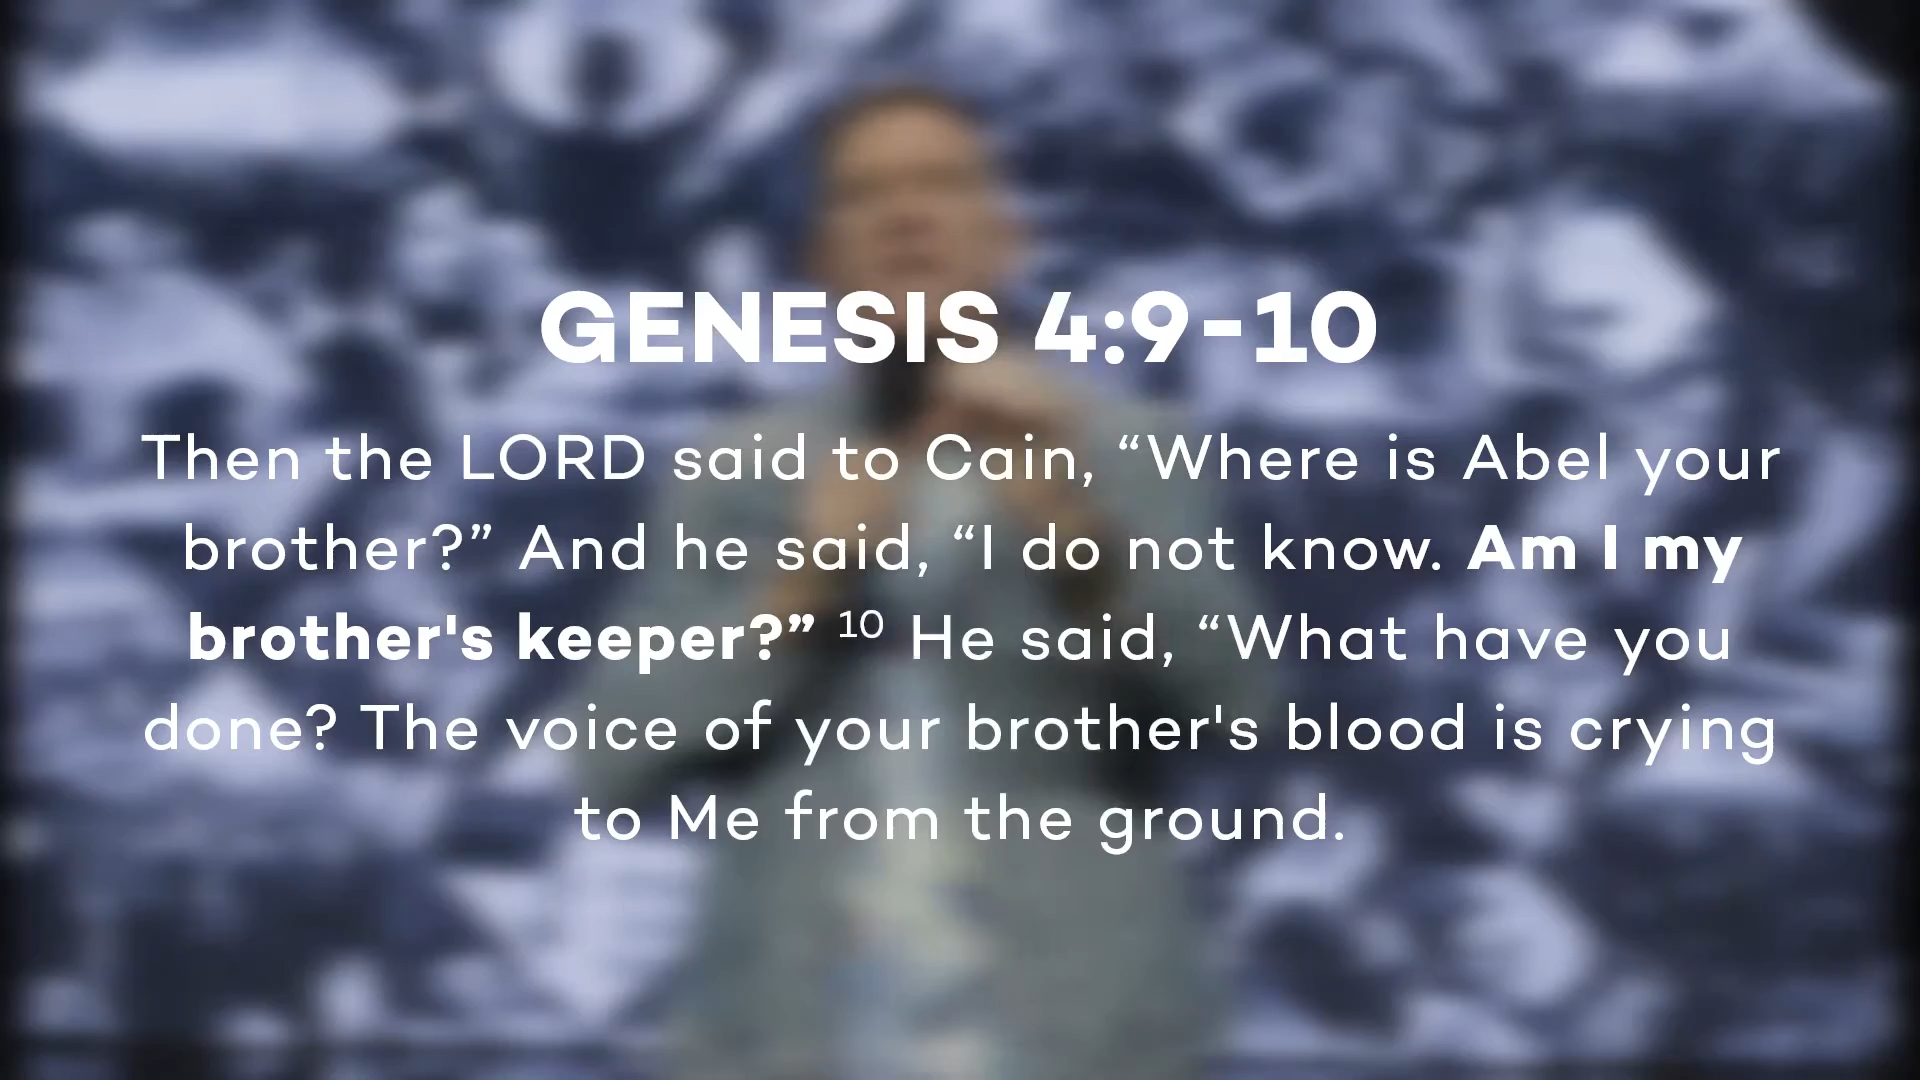 GENESIS 4:9-10
Then the LORD said to Cain, “Where is Abel your
brother?” And he said, “I do not know. Am I my
brother's keeper?” 10 He said, “What have you
done? The voice of your brother's blood is crying
to Me from the ground.